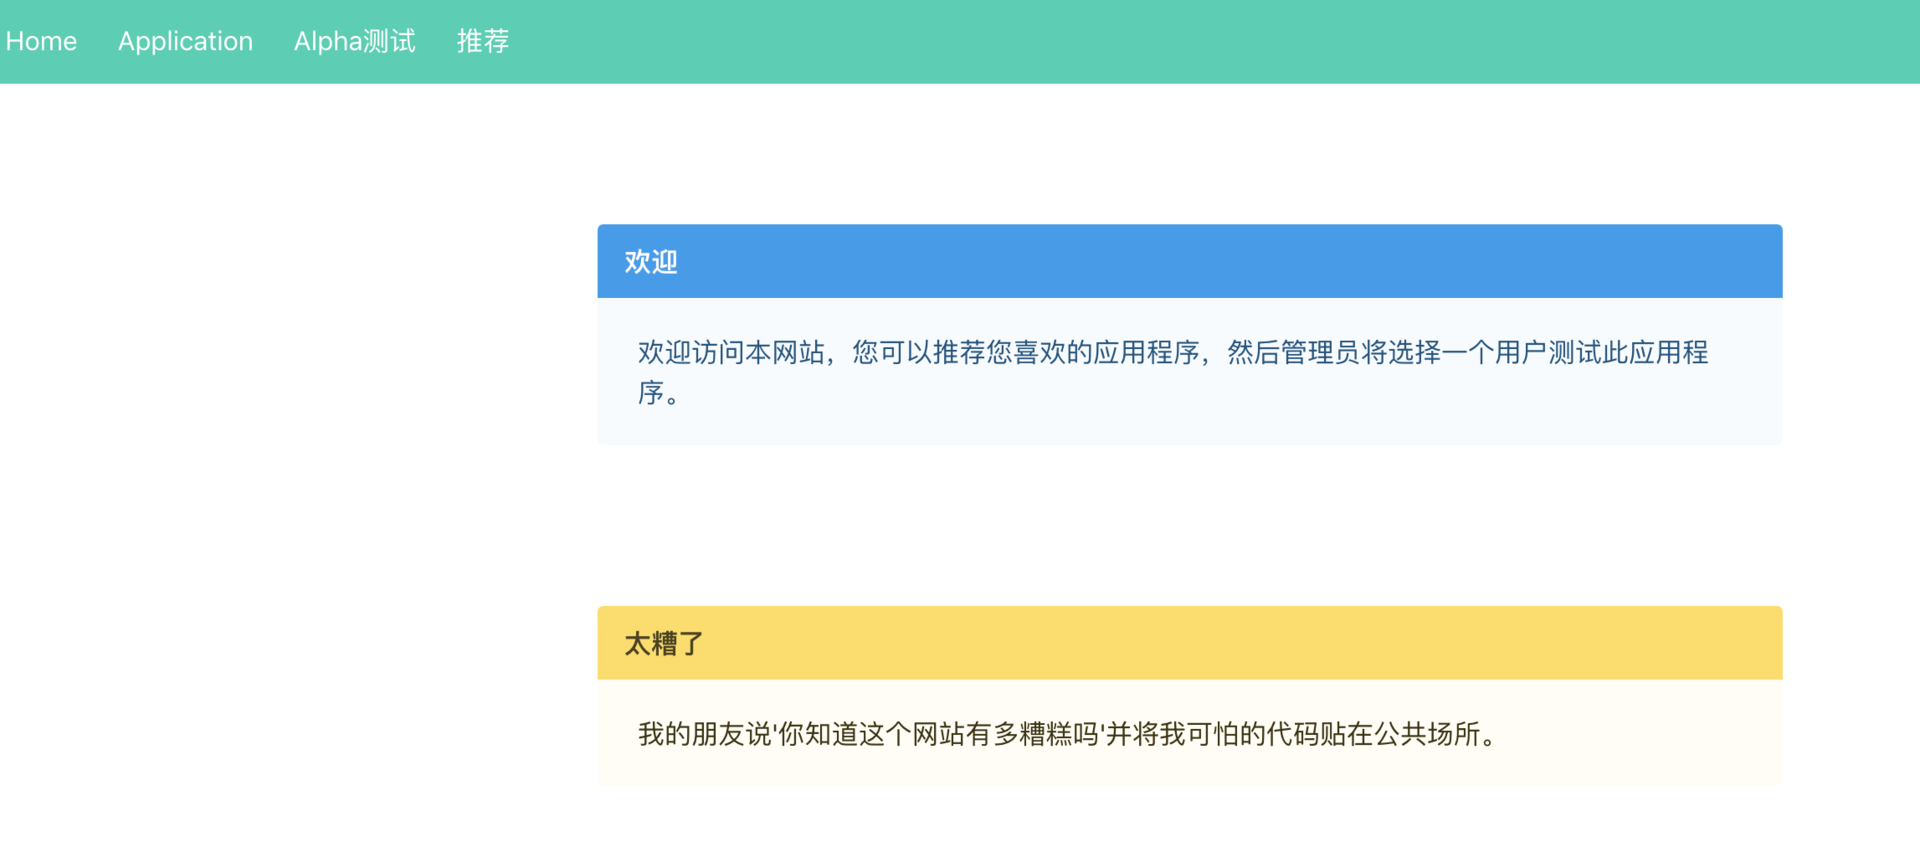 Home Application Alpha测试 推荐
欢迎
欢迎访问本网站，您可以推荐您喜欢的应用程序，然后管理员将选择一个用户测试此应用程
序。
太糟了
我的朋友说'你知道这个网站有多糟糕吗'并将我可怕的代码贴在公共场所。